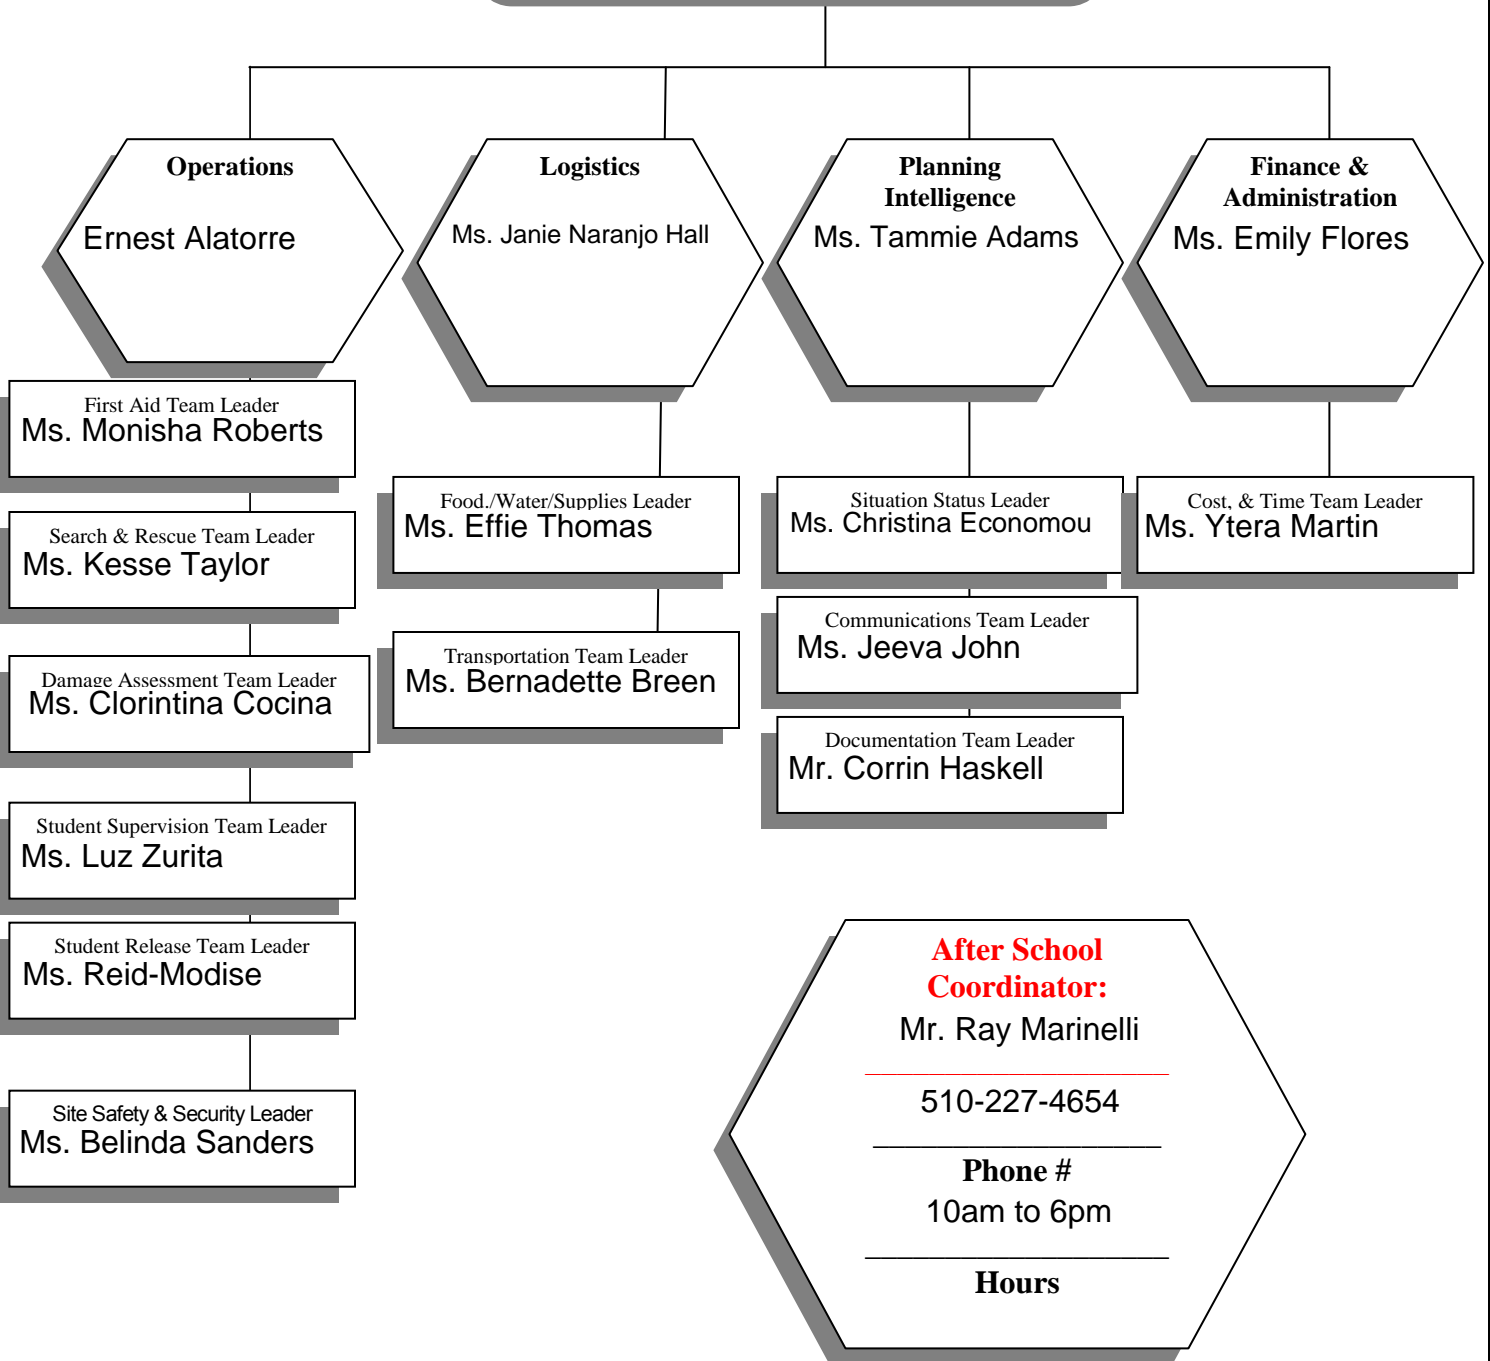 Operations
Ernest Alatorre
Logistics
Ms. Janie Naranjo Hall
Planning
Intelligence
Ms. Tammie Adams
Finance &
Administration
Ms. Emily Flores
First Aid Team Leader
Ms. Monisha Roberts
Search & Rescue Team Leader
Ms. Kesse Taylor
Damage Assessment Team Leader
Ms. Clorintina Cocina
Student Supervision Team Leader
Ms. Luz Zurita
Student Release Team Leader
Ms. Reid-Modise
Site Safety & Security Leader
Ms. Belinda Sanders
Food./Water/Supplies Leader
Ms. Effie Thomas
Transportation Team Leader
Ms. Bernadette Breen
Situation Status Leader
Ms. Christina Economou
Communications Team Leader
Ms. Jeeva John
Documentation Team Leader
Mr. Corrin Haskell
Cost, & Time Team Leader
Ms. Ytera Martin
After School
Coordinator:
Mr. Ray Marinelli
510-227-4654
Phone #
10am to 6pm
Hours